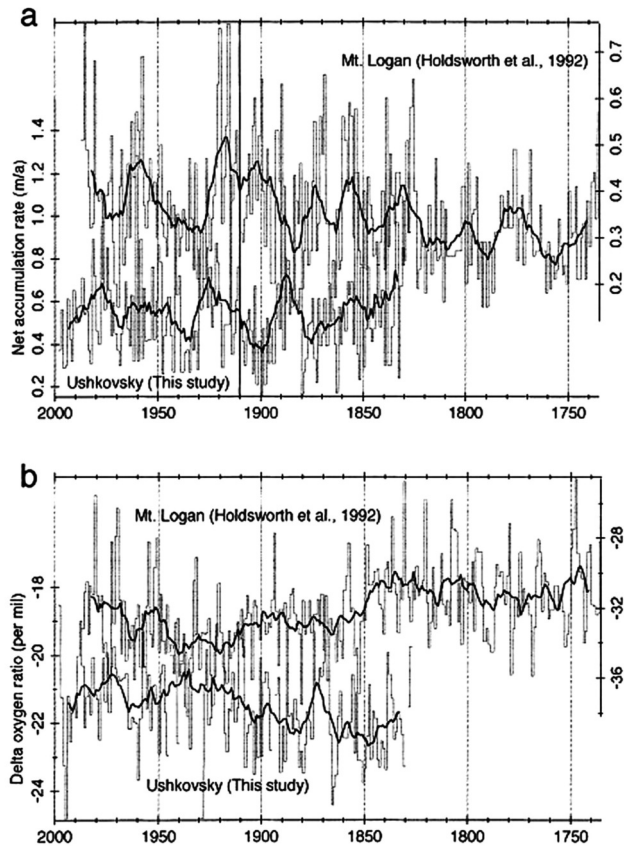 a
Mt. Logan (Holdsworth et al., 1992)
Net accumulation rate (m/a)
1.4
1.2
1.0
0.8
0.6
0.4
0.2
0.7
0.6
0.5
0.4
0.3
0.2
Ushkovsky (This study)
2000 1950 1900 1850 1800 1750
b
Mt. Logan (Holdsworth et al., 1992)
Delta oxygen ratio (per mil)
-18
-20
-22
-24
-28
-32
-36
Ushkovsky (This study)
2000 1950 1900 1850 1800 1750